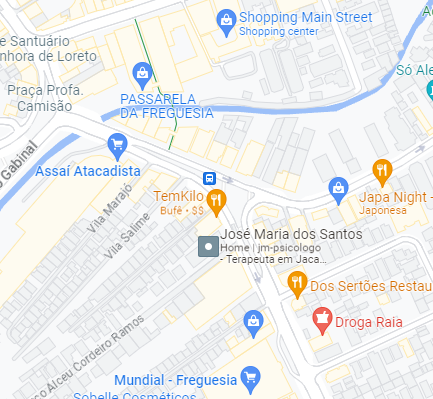 Shopping Main Street
Shopping center
e Santuário
nhora de Loreto
Só Ale
Praça Profa.
Camisão
PASSARELA
DA FREGUESIA
Gabinal
Assaí Atacadista
TemKilo
Bufê • $$
Japa Night -
Japonesa
Vila Marajó
Vila Salime
José Maria dos Santos
Home | jm-psicologo
- Terapeuta em Jaca...
Dos Sertões Restau
Droga Raia
sco Alceu Cordeiro Ramos
Mundial - Freguesia
Sobelle Cosméticos